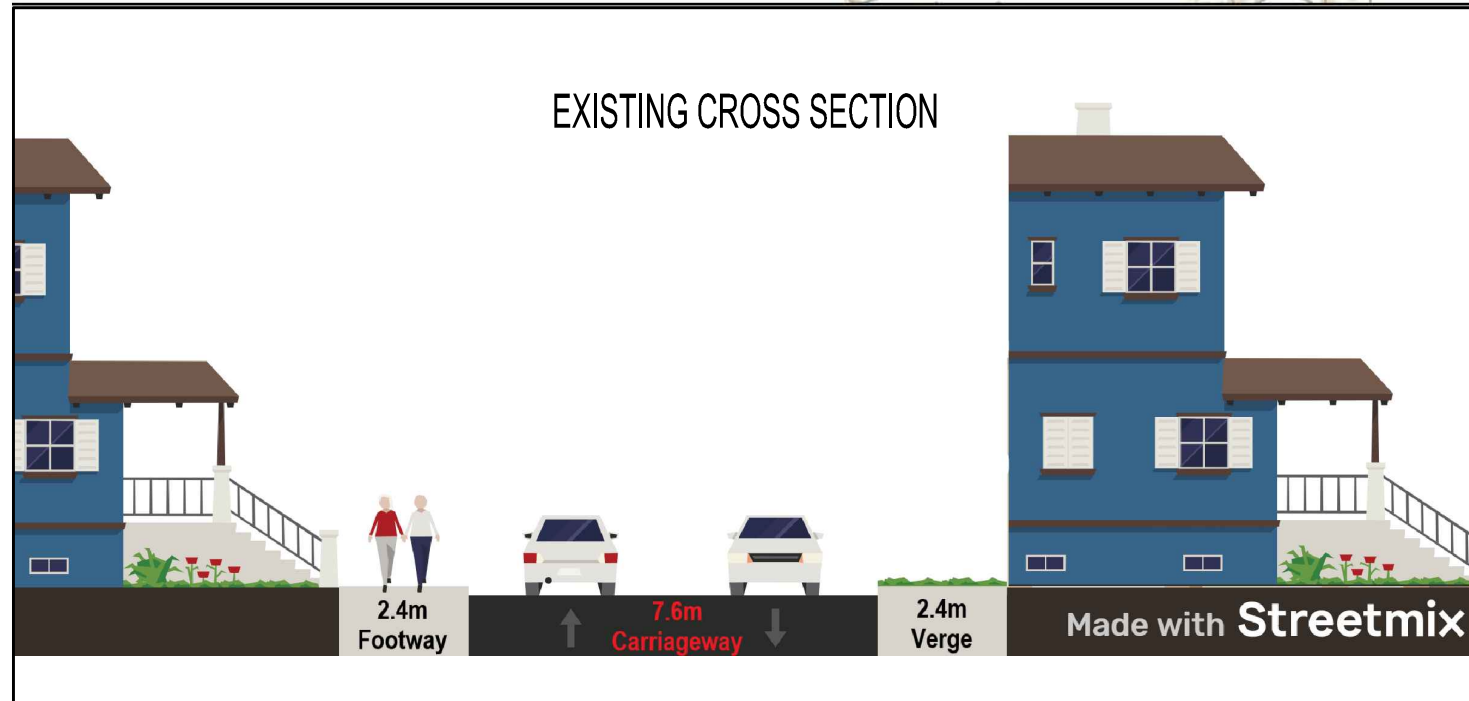 EXISTING CROSS SECTION
2.4m
Footway
7.6m
Carriageway
2.4m
Verge
Made with Streetmix